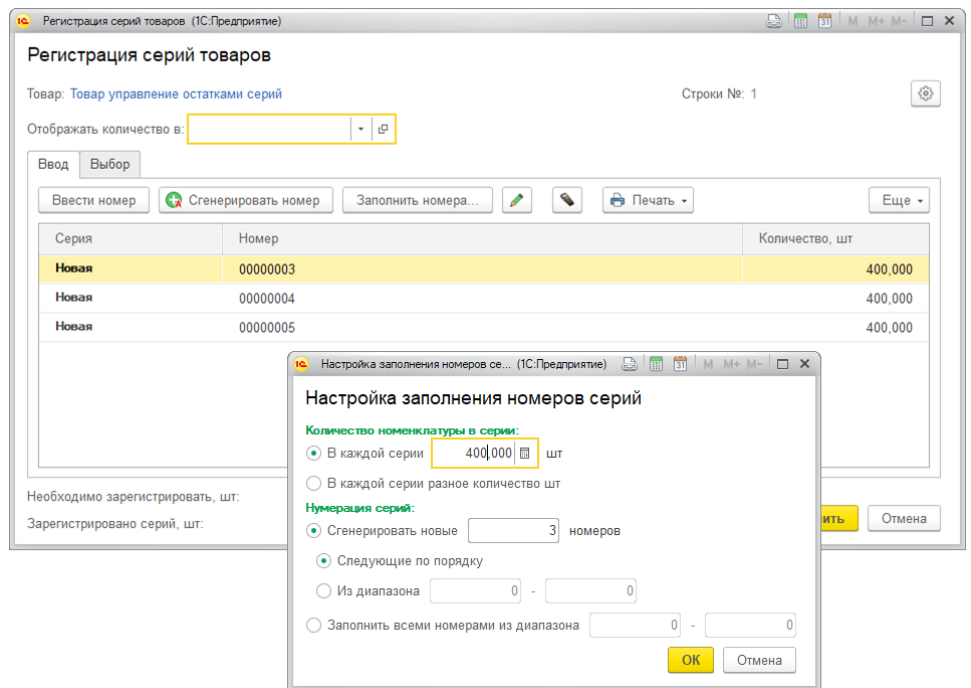 Регистрация серий товаров (1С:Предприятие) M M+ M-
Регистрация серий товаров
Товар: Товар управление остатками серий Строки №: 1
Отображать количество в:
Ввод Выбор
Ввести номер Сгенерировать номер Заполнить номера... Печать Еще
Серия Номер Количество, шт
Новая 00000003 400,000
Новая 00000004 400,000
Новая 00000005 400,000
Необходимо зарегистрировать, шт:
Зарегистрировано серий, шт:
ить Отмена
Настройка заполнения номеров се... (1С:Предприятие) 31 M M+ M-
Настройка заполнения номеров серий
Количество номенклатуры в серии:
В каждой серии 400,000 шт
В каждой серии разное количество шт
Нумерация серий:
Сгенерировать новые 3 номеров
Следующие по порядку
Из диапазона 0 - 0
Заполнить всеми номерами из диапазона 0 - 0
ОК Отмена